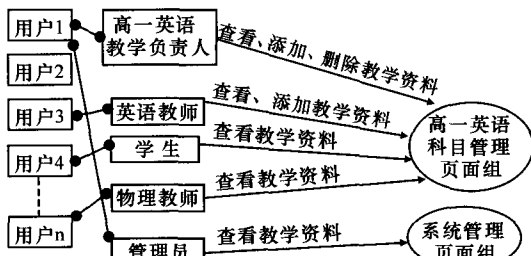 用户1
高一英语
教学负责人
查看、添加、删除教学资料
用户2
用户3
英语教师
查看、添加教学资料
高一英语
科目管理
页面组
用户4
学生
查看教学资料
物理教师
查看教学资料
用户n
管理员
查看教学资料
系统管理
页面组